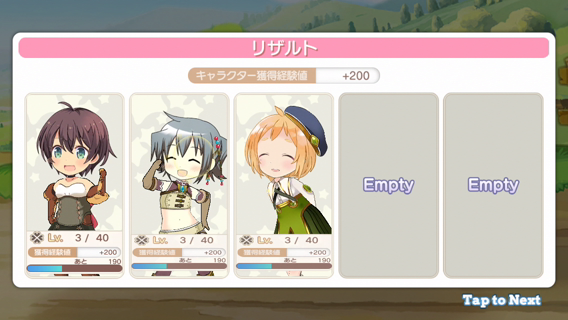 リザルト
キャラクター獲得経験値 +200
Lv. 3 / 40
獲得経験値 +200
あと 190
Lv. 3 / 40
獲得経験値 +200
あと 190
Lv. 3 / 40
獲得経験値 +200
あと 190
Empty
Empty
Tap to Next